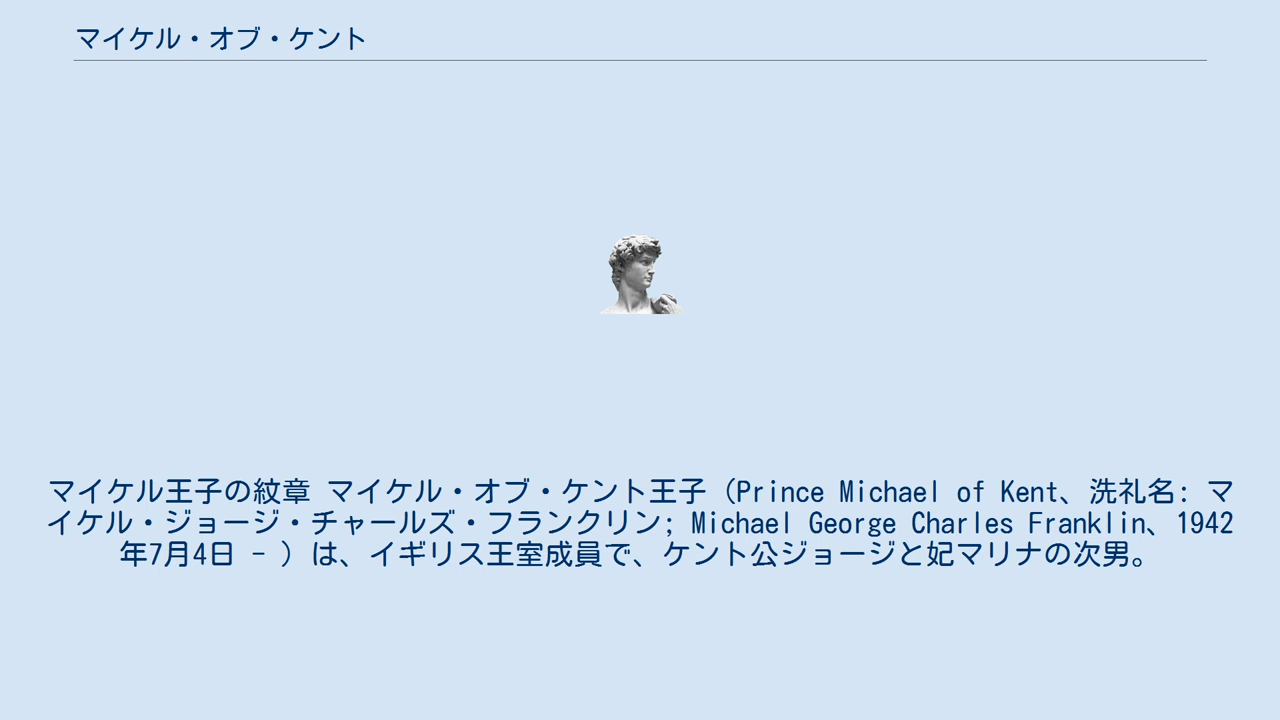 マイケル・オブ・ケント
マイケル王子の紋章 マイケル・オブ・ケント王子（Prince Michael of Kent、洗礼名: マ
イケル・ジョージ・チャールズ・フランクリン; Michael George Charles Franklin、1942
年7月4日 - ）は、イギリス王室成員で、ケント公ジョージと妃マリナの次男。